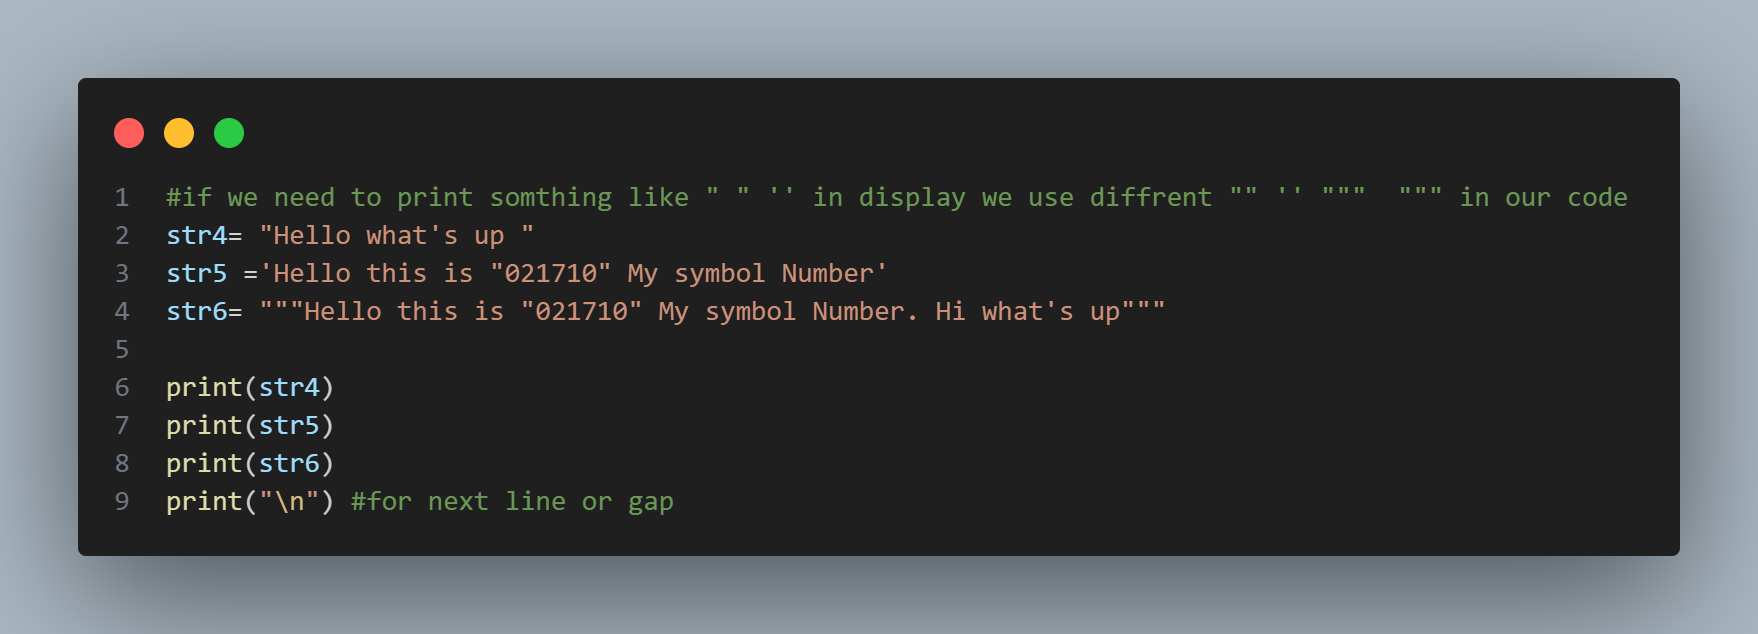 1 #if we need to print somthing like " " '' in display we use diffrent "" '' """  """ in our code
2 str4= "Hello what's up "
3 str5 ='Hello this is "021710" My symbol Number'
4 str6= """Hello this is "021710" My symbol Number. Hi what's up"""
5
6 print(str4)
7 print(str5)
8 print(str6)
9 print("\n") #for next line or gap